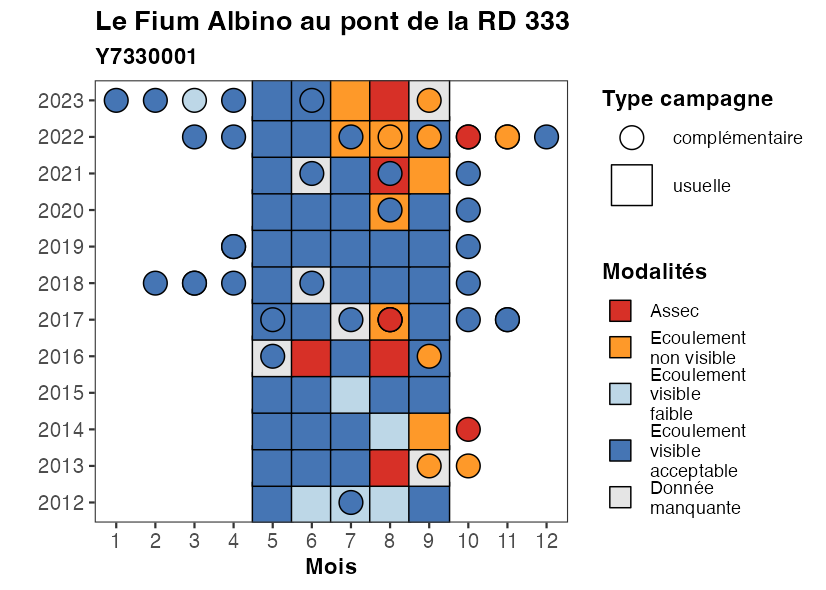 Le Fium Albino au pont de la RD 333
Y7330001
2023
2022
2021
2020
2019
2018
2017
2016
2015
2014
2013
2012
1 2 3 4 5 6 7 8 9 10 11 12
Mois
Type campagne
complémentaire
usuelle
Modalités
Assec
Ecoulement
non visible
Ecoulement
visible
faible
Ecoulement
visible
acceptable
Donnée
manquante